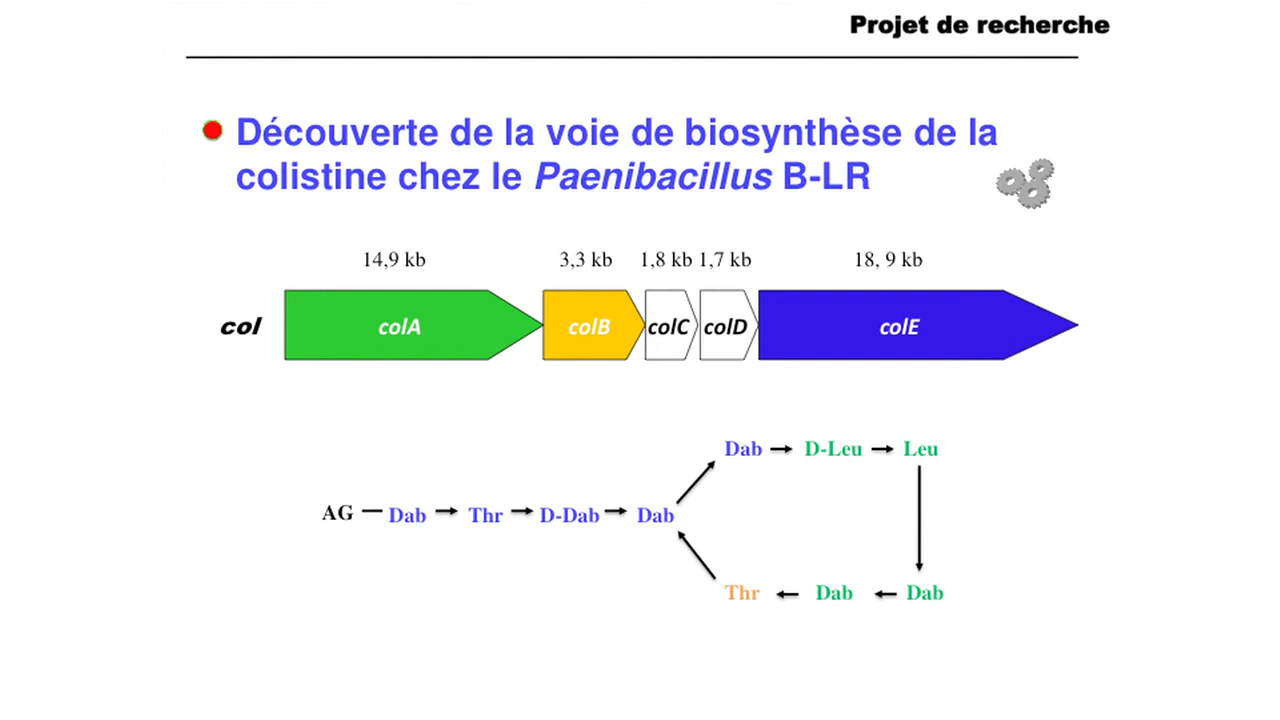 Projet de recherche
Découverte de la voie de biosynthèse de la
colistine chez le Paenibacillus B-LR
14,9 kb 3,3 kb 1,8 kb 1,7 kb 18, 9 kb
col colA colB colC colD colE
Dab D-Leu Leu
AG Dab Thr D-Dab Dab
Thr Dab Dab